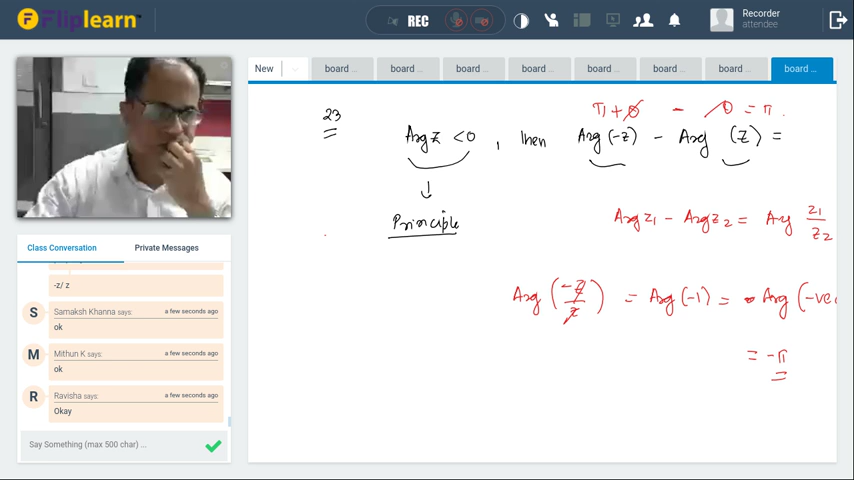 Fliplearn
REC
Recorder
attendee
New
board ...
board ...
board ...
board ...
board ...
board ...
board ...
board ...
23
π+θ - θ = π.
Arg z <0, then Arg(-z) - Arg (z) =
↓
Principle
Arg z1 - Arg z2 = Arg z1/z2
Arg (-z/z) = Arg(-1) = Arg (-ve
= -π
Class Conversation
Private Messages
-z/ z
S
Samaksh Khanna says:
a few seconds ago
ok
M
Mithun K says:
a few seconds ago
ok
R
Ravisha says:
a few seconds ago
Okay
Say Something (max 500 char) ...